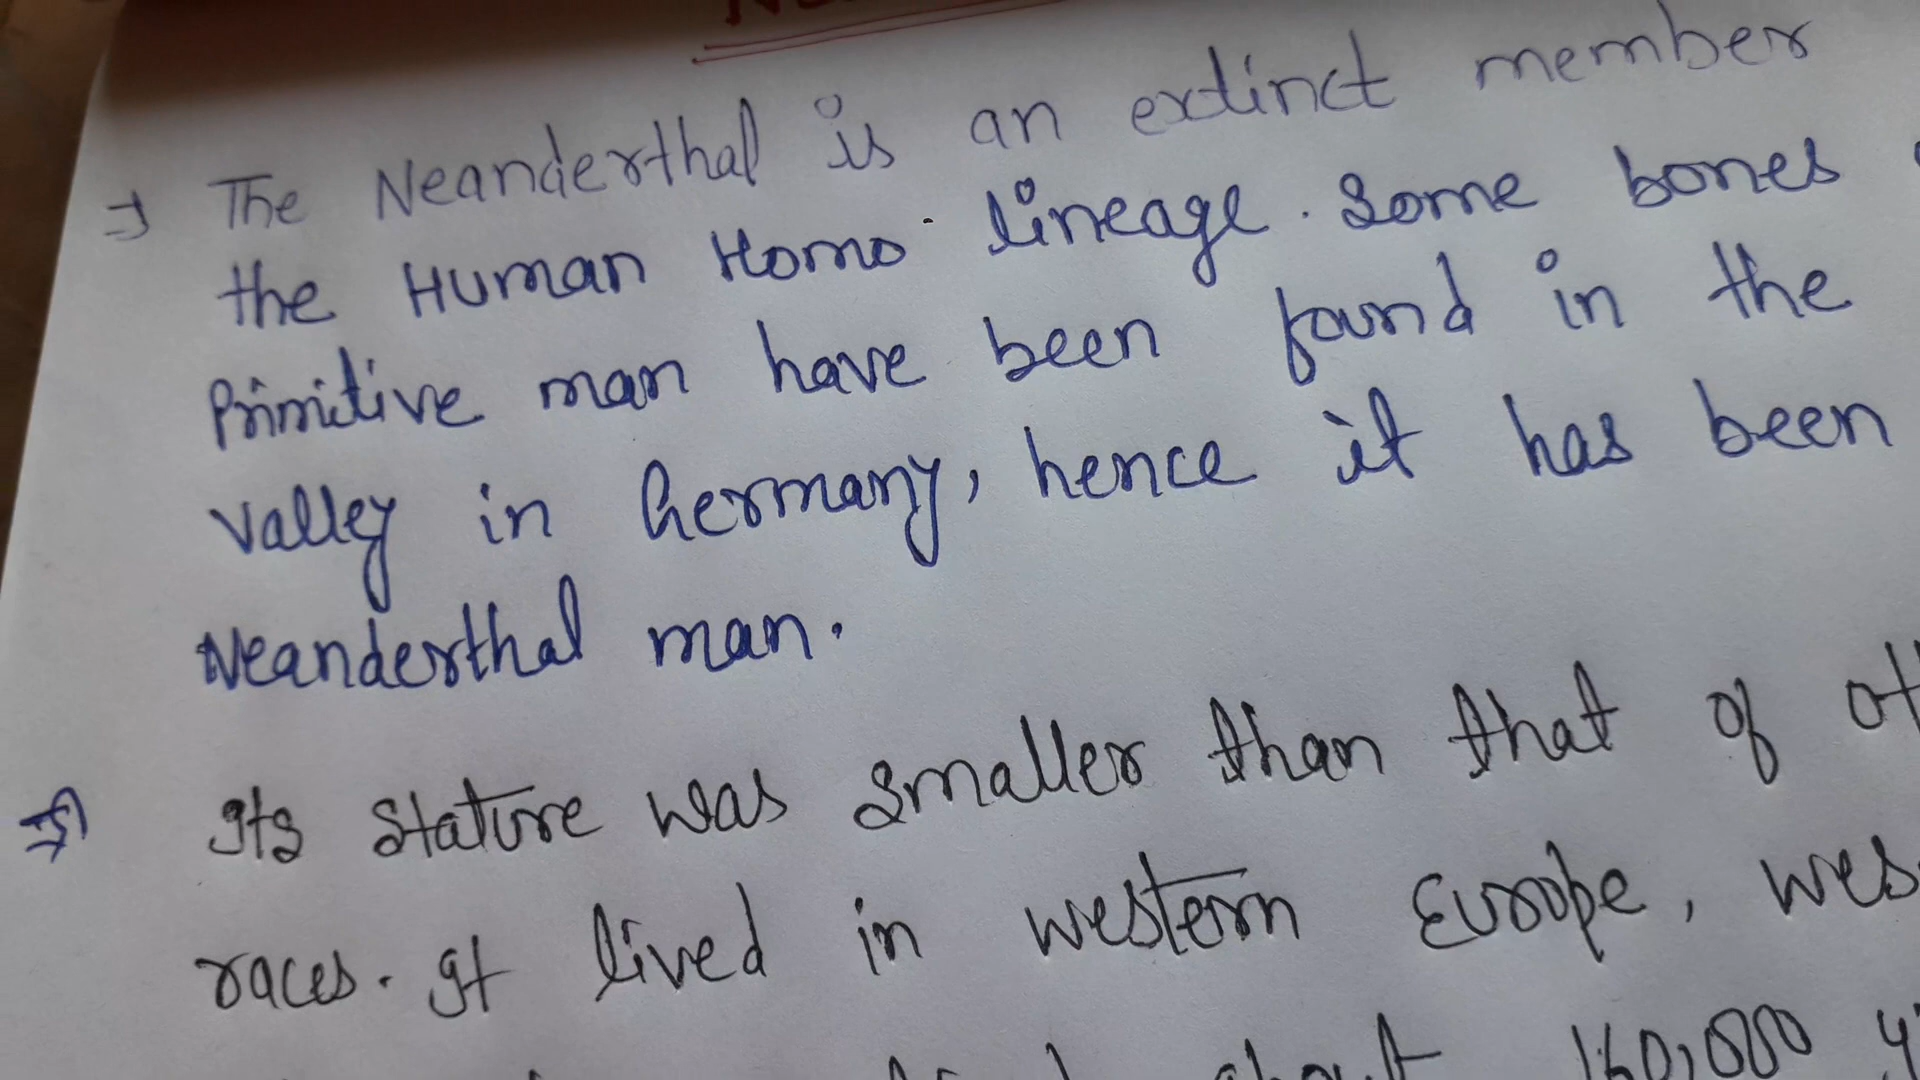 ⇒ The Neanderthal is an extinct member
the Human Homo lineage. Some bones
Primitive man have been found in the
valley in Germany, hence it has been
Neanderthal man.
⇒ Its stature was smaller than that of
races. It lived in western Europe,
about 160,000